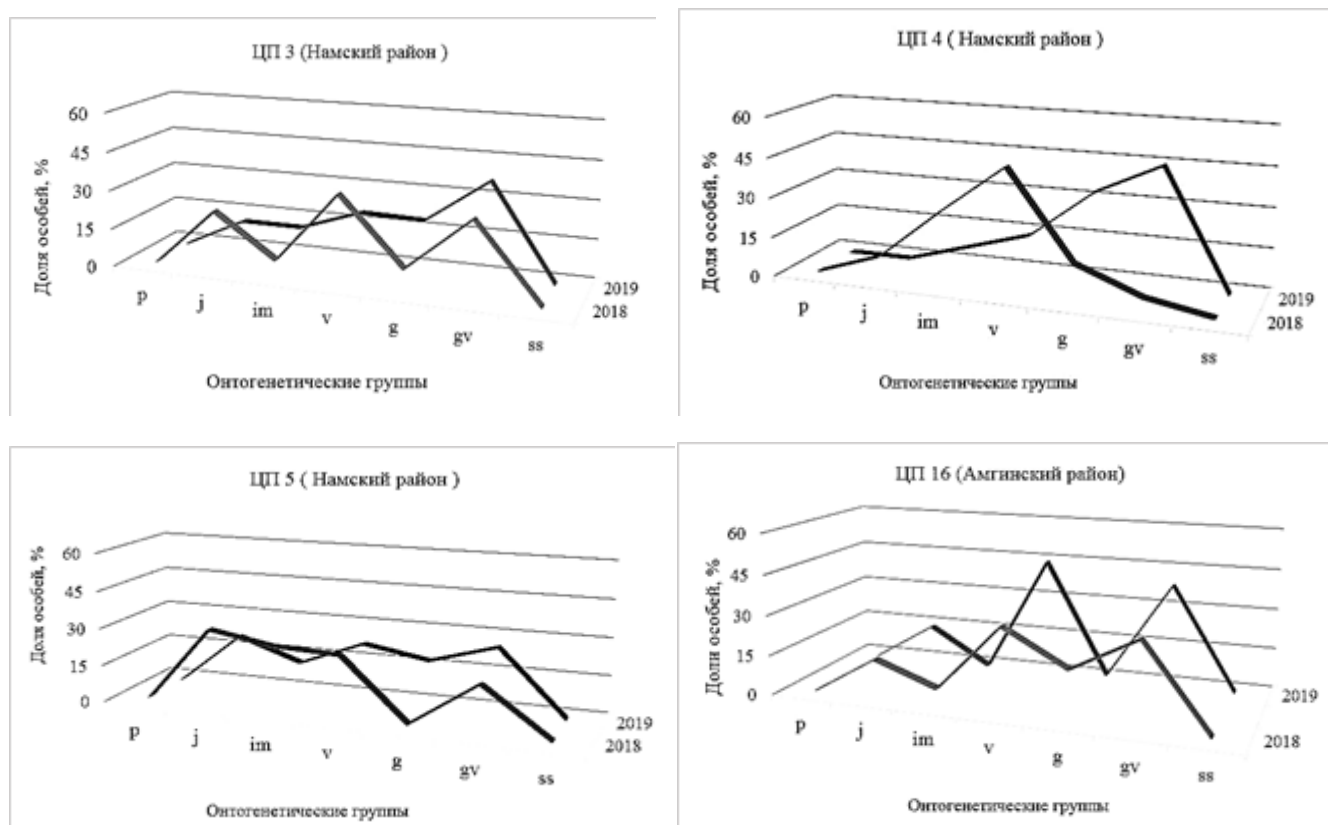 ЦП 3 (Намский район )
Доля особей, %
60
45
30
15
0
p
j
im
v
g
gv
ss
2019
2018
Онтогенетические группы
ЦП 4 ( Намский район )
Доля особей, %
60
45
30
15
0
p
j
im
v
g
gv
ss
2019
2018
Онтогенетические группы
ЦП 5 ( Намский район )
Доля особей, %
60
45
30
15
0
p
j
im
v
g
gv
ss
2019
2018
Онтогенетические группы
ЦП 16 (Амгинский район)
Доли особей, %
60
45
30
15
0
p
j
im
v
g
gv
ss
2019
2018
Онтогенетические группы